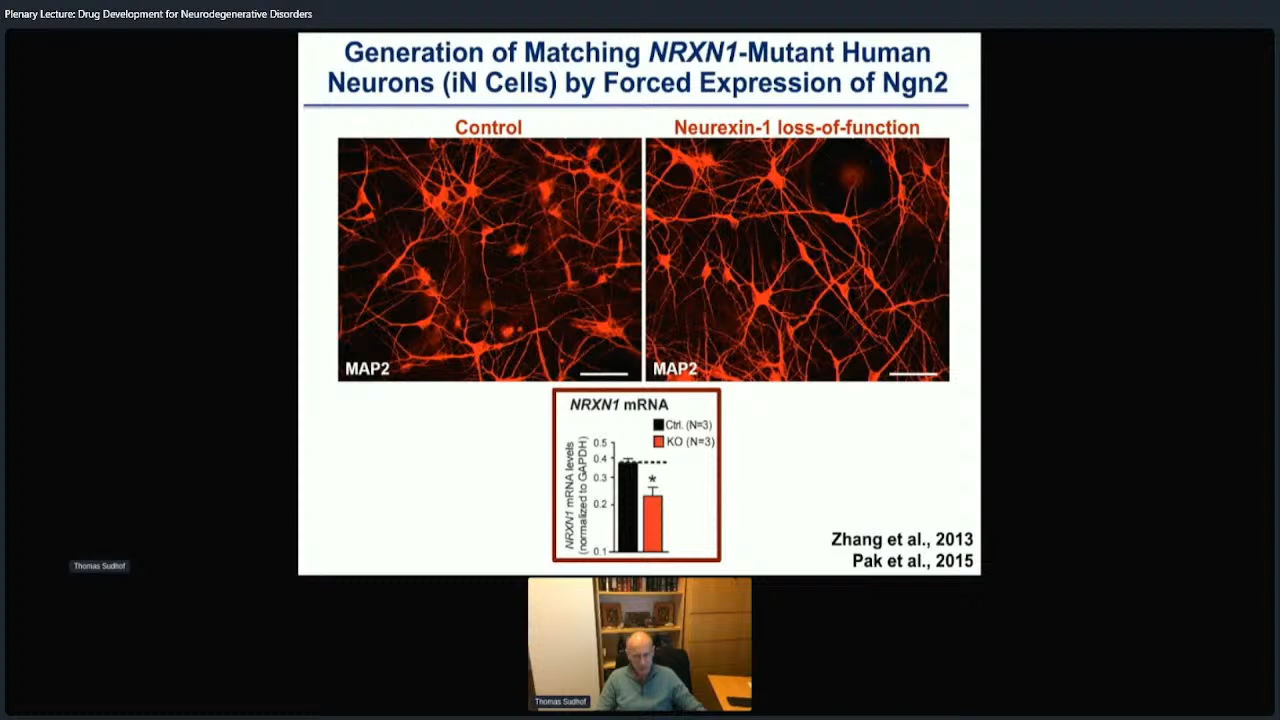 Plenary Lecture: Drug Development for Neurodegenerative Disorders
Generation of Matching NRXN1-Mutant Human
Neurons (iN Cells) by Forced Expression of Ngn2
Control
Neurexin-1 loss-of-function
MAP2
MAP2
NRXN1 mRNA
Ctrl. (N=3)
KO (N=3)
NRXN1 mRNA levels
(normalized to GAPDH)
0.5
0.4
0.3
0.2
0.1
*
Zhang et al., 2013
Pak et al., 2015
Thomas Sudhof
Thomas Sudhof